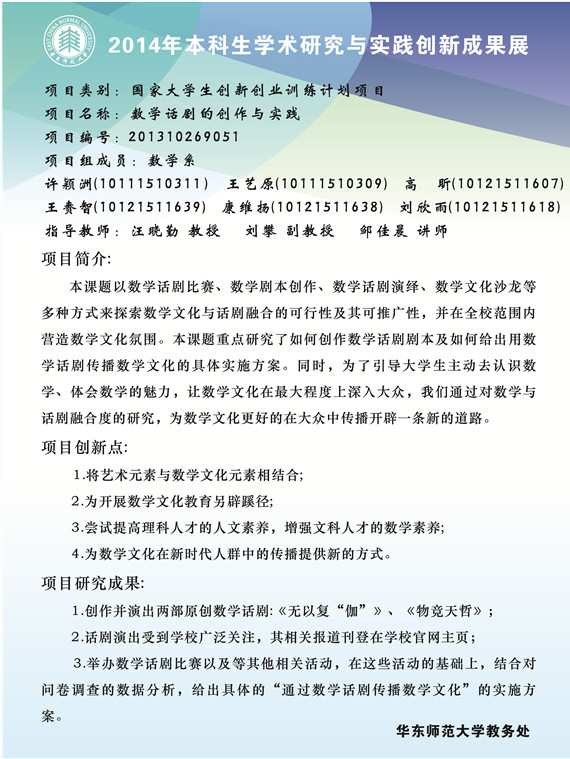 EAST CHINA NORMAL UNIVERSITY
2014年本科生学术研究与实践创新成果展
项目类别：国家大学生创新创业训练计划项目
项目名称：数学话剧的创作与实践
项目编号：201310269051
项目组成员：数学系
许颖洲(10111510311) 王艺原(10111510309) 高 昕(10121511607)
王赉智(10121511639) 康维扬(10121511638) 刘欣雨(10121511618)
指导教师：汪晓勤 教授 刘攀 副教授 邹佳晨 讲师
项目简介:
本课题以数学话剧比赛、数学剧本创作、数学话剧演绎、数学文化沙龙等
多种方式来探索数学文化与话剧融合的可行性及其可推广性，并在全校范围内
营造数学文化氛围。本课题重点研究了如何创作数学话剧剧本及如何给出用数
学话剧传播数学文化的具体实施方案。同时，为了引导大学生主动去认识数
学、体会数学的魅力，让数学文化在最大程度上深入大众，我们通过对数学与
话剧融合度的研究，为数学文化更好的在大众中传播开辟一条新的道路。
项目创新点:
1.将艺术元素与数学文化元素相结合;
2.为开展数学文化教育另辟蹊径;
3.尝试提高理科人才的人文素养，增强文科人才的数学素养;
4.为数学文化在新时代人群中的传播提供新的方式。
项目研究成果:
1.创作并演出两部原创数学话剧:《无以复“伽”》、《物竞天哲》;
2.话剧演出受到学校广泛关注，其相关报道刊登在学校官网主页;
3.举办数学话剧比赛以及等其他相关活动，在这些活动的基础上，结合对
问卷调查的数据分析，给出具体的“通过数学话剧传播数学文化”的实施方
案。
华东师范大学教务处